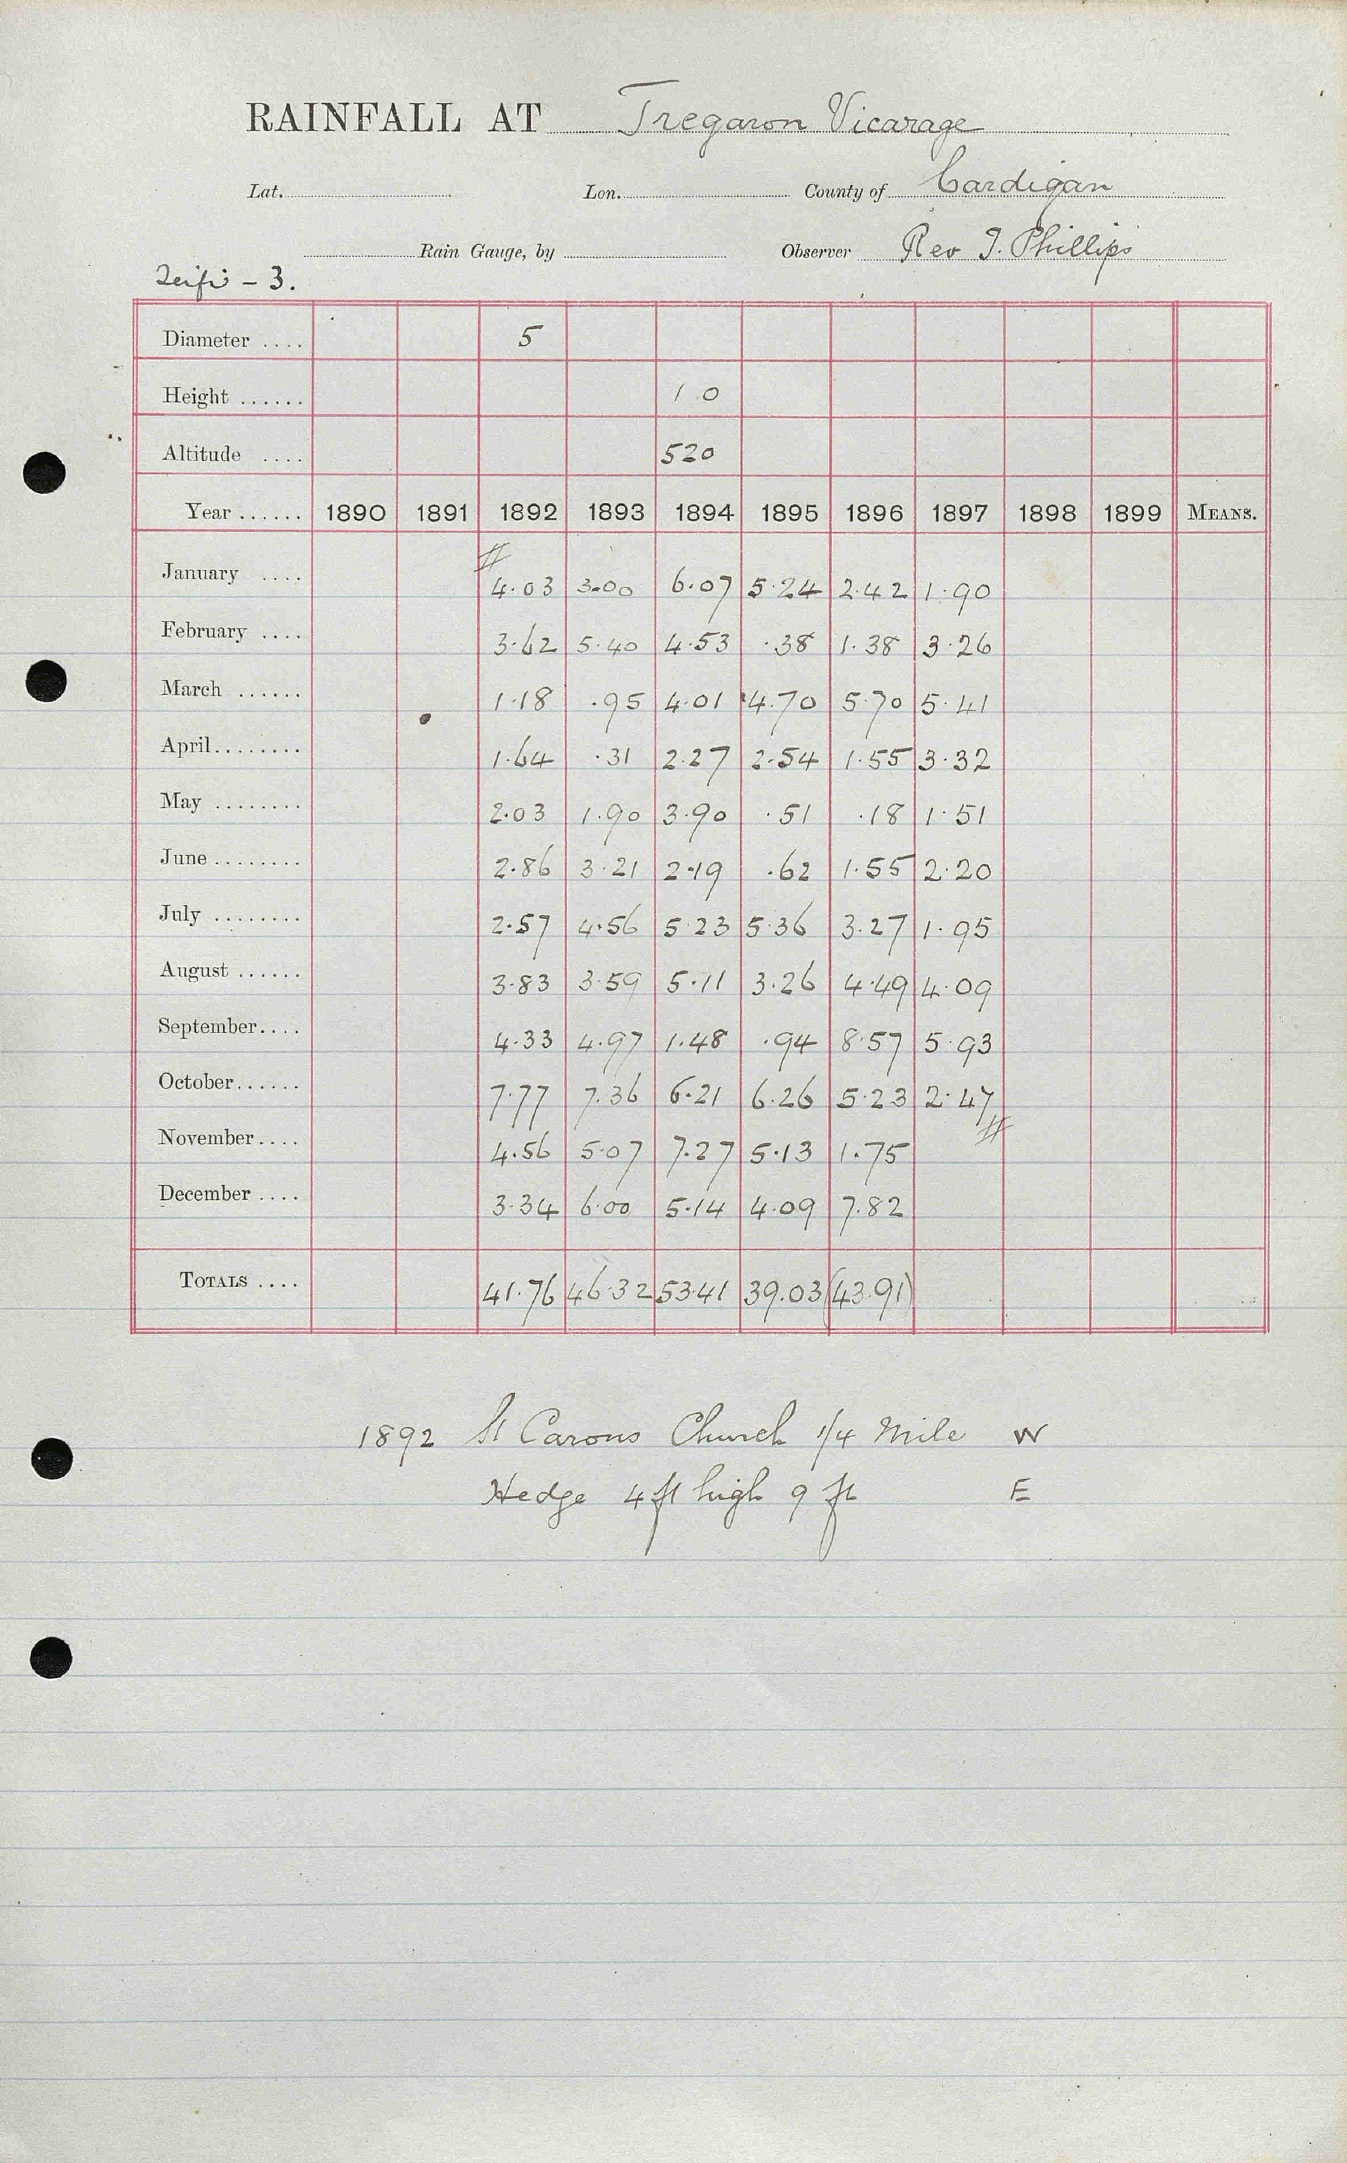 RAINFALL AT Tregaron Vicarage
Lat. Lon. County of Cardigan
Rain Gauge, by Observer Rev J. Phillips
Teifi - 3.
Diameter .... 5
Height ...... 1 0
Altitude .... 520
Year ...... 1890 1891 1892 1893 1894 1895 1896 1897 1898 1899 MEANS.
January .... 4.03 3.00 6.07 5.24 2.42 1.90
February .... 3.62 5.40 4.53 .38 1.38 3.26
March ...... 1.18 .95 4.01 4.70 5.70 5.41
April........ 1.64 .31 2.27 2.54 1.55 3.32
May ........ 2.03 1.90 3.90 .51 .18 1.51
June ........ 2.86 3.21 2.19 .62 1.55 2.20
July ........ 2.57 4.56 5.23 5.36 3.27 1.95
August ...... 3.83 3.59 5.11 3.26 4.49 4.09
September.... 4.33 4.97 1.48 .94 8.57 5.93
October...... 7.77 7.36 6.21 6.26 5.23 2.47
November.... 4.56 5.07 7.27 5.13 1.75
December .... 3.34 6.00 5.14 4.09 7.82
TOTALS .... 41.76 46.32 53.41 39.03 (43.91)
1892 St Carons Church 1/4 Mile W
Hedge 4 ft high 9 ft E